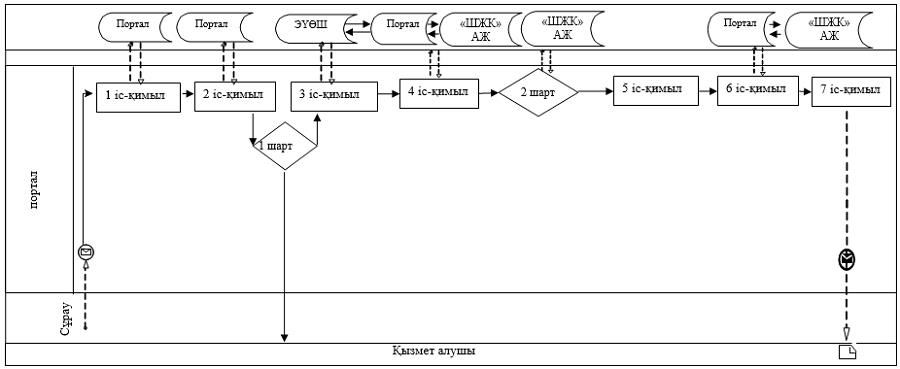 Портал
Портал
ЭҮӨШ
Портал
«ШЖК»
АЖ
«ШЖК»
АЖ
Портал
«ШЖК»
АЖ
1 іс-қимыл
2 іс-қимыл
3 іс-қимыл
4 іс-қимыл
2 шарт
5 іс-қимыл
6 іс-қимыл
7 іс-қимыл
1 шарт
портал
Сұрау
Қызмет алушы